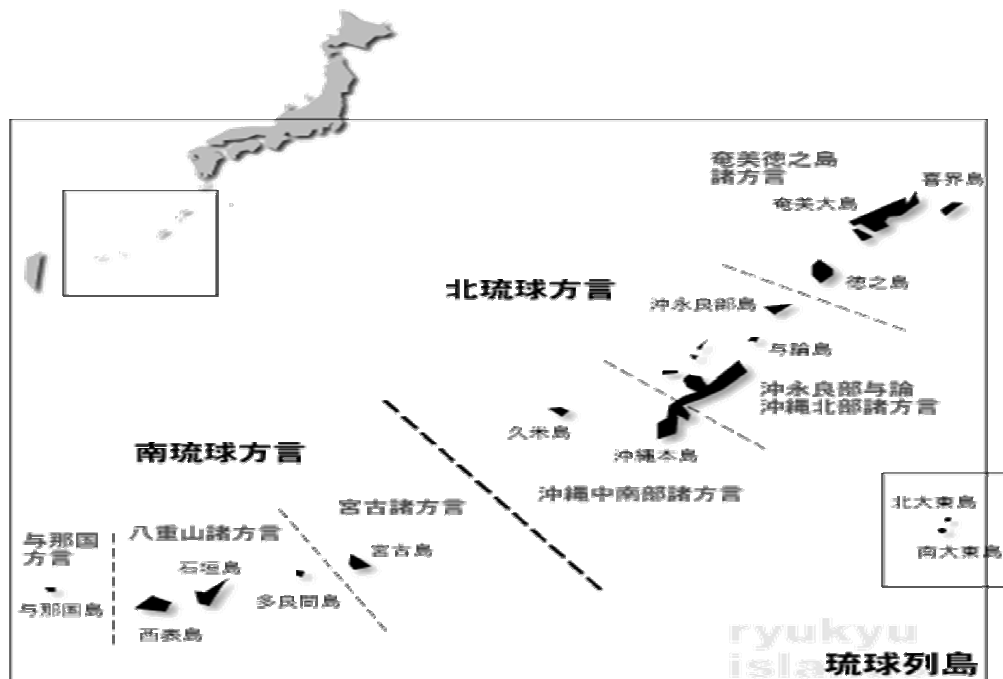 奄美徳之島
諸方言
喜界島
奄美大島
徳之島
北琉球方言
沖永良部島
与論島
沖永良部与論
沖縄北部諸方言
久米島
沖縄本島
南琉球方言
沖縄中南部諸方言
宮古諸方言
宮古島
北大東島
南大東島
与那国
方言
八重山諸方言
石垣島
多良間島
与那国島
西表島
ryukyu
琉球列島